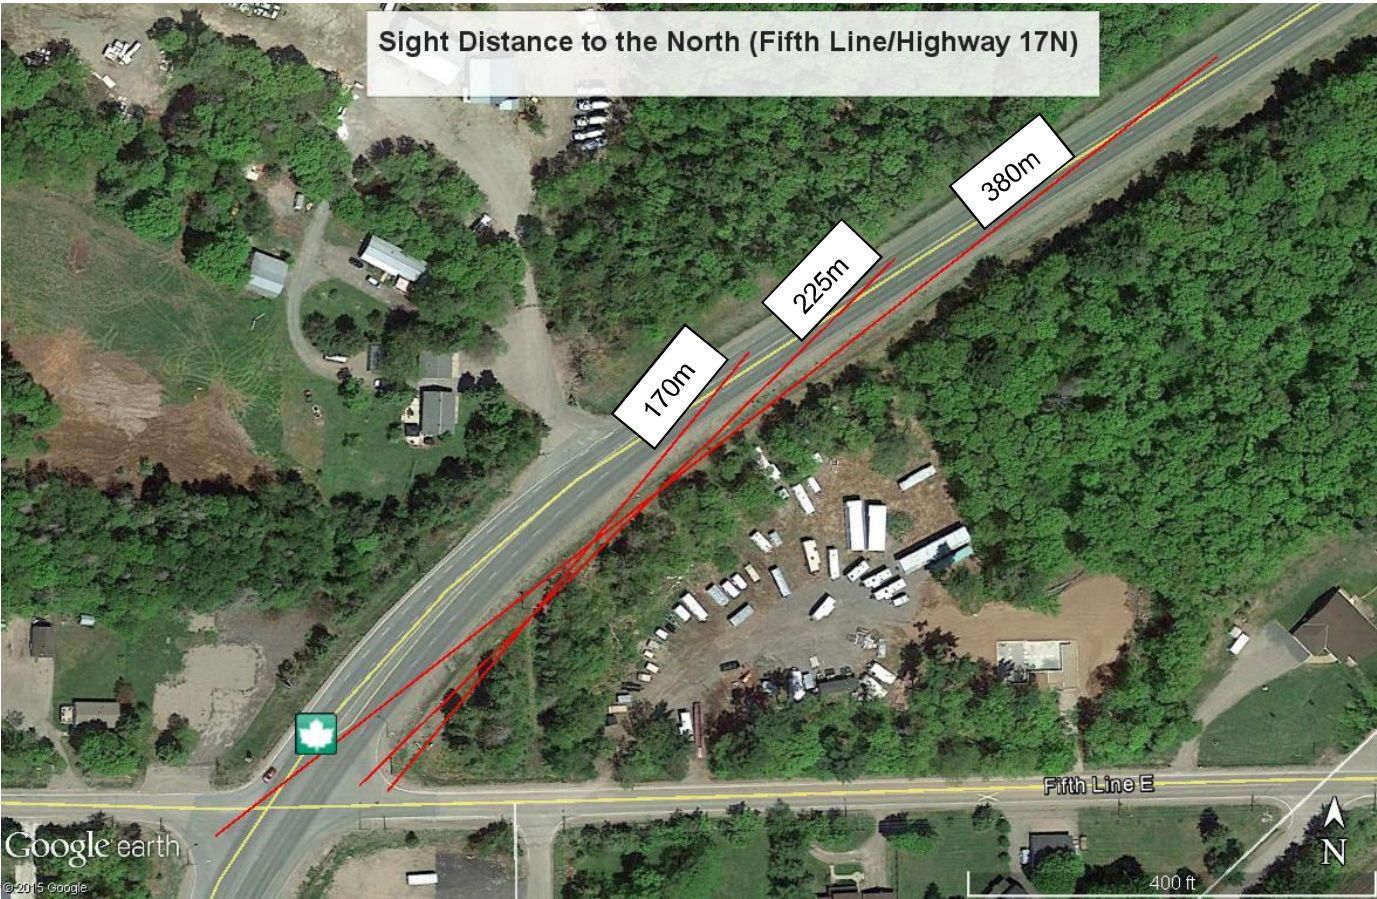 Sight Distance to the North (Fifth Line/Highway 17N)
380m
225m
170m
Fifth Line E
N
Google earth
© 2015 Google
400 ft